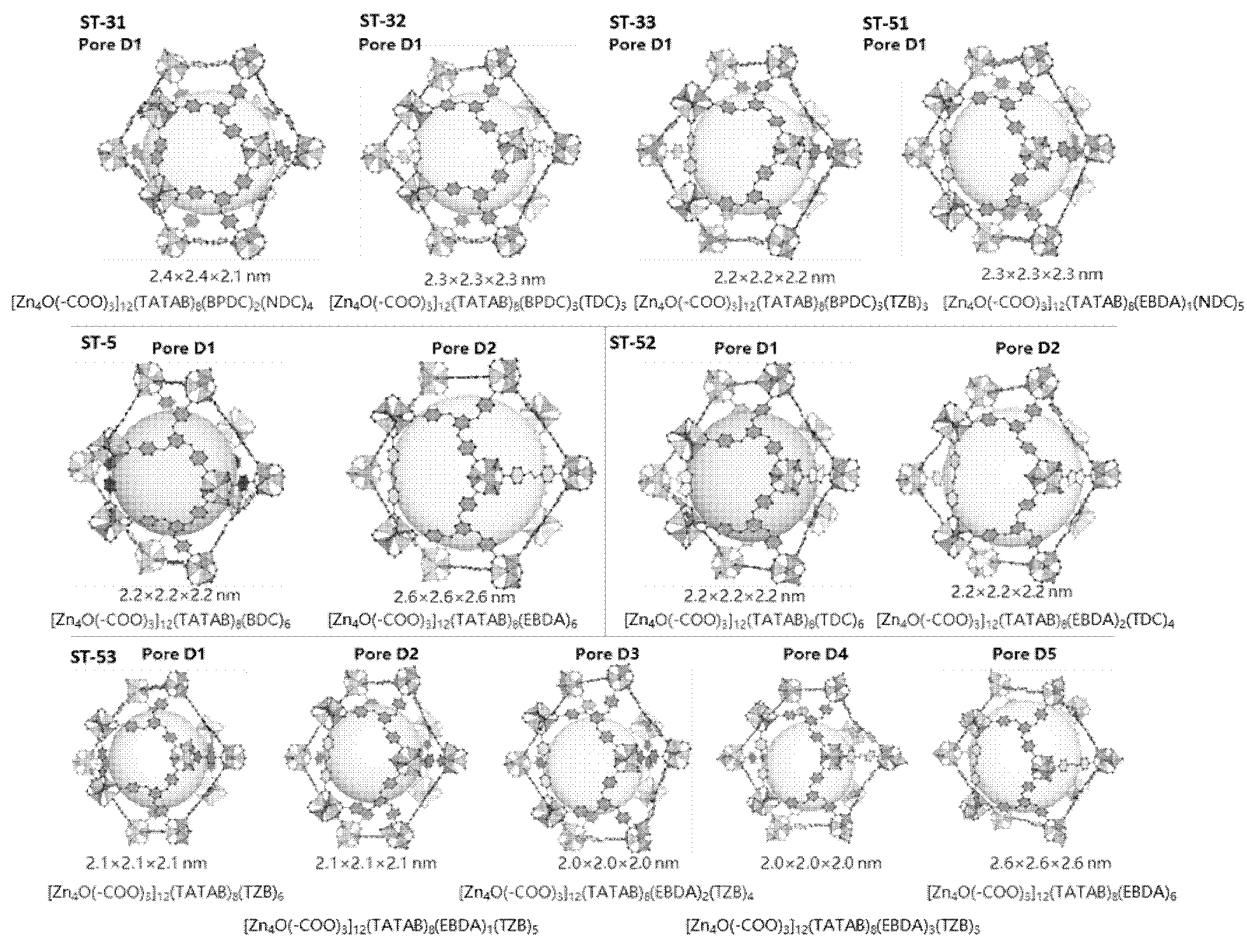 ST-31 ST-32 ST-33 ST-51
Pore D1 Pore D1 Pore D1 Pore D1
2.4×2.4×2.1 nm 2.3×2.3×2.3 nm 2.2×2.2×2.2 nm 2.3×2.3×2.3 nm
[Zn₄O(-COO)₃]₁₂(TATAB)₈(BPDC)₂(NDC)₄ [Zn₄O(-COO)₃]₁₂(TATAB)₈(BPDC)₃(TDC)₃ [Zn₄O(-COO)₃]₁₂(TATAB)₈(BPDC)₃(TZB)₃ [Zn₄O(-COO)₃]₁₂(TATAB)₈(EBDA)₁(NDC)₅
ST-5 Pore D1 Pore D2 ST-52 Pore D1 Pore D2
2.2×2.2×2.2 nm 2.6×2.6×2.6 nm 2.2×2.2×2.2 nm 2.2×2.2×2.2 nm
[Zn₄O(-COO)₃]₁₂(TATAB)₈(BDC)₆ [Zn₄O(-COO)₃]₁₂(TATAB)₈(EBDA)₆ [Zn₄O(-COO)₃]₁₂(TATAB)₈(TDC)₆ [Zn₄O(-COO)₃]₁₂(TATAB)₈(EBDA)₂(TDC)₄
ST-53 Pore D1 Pore D2 Pore D3 Pore D4 Pore D5
2.1×2.1×2.1 nm 2.1×2.1×2.1 nm 2.0×2.0×2.0 nm 2.0×2.0×2.0 nm 2.6×2.6×2.6 nm
[Zn₄O(-COO)₃]₁₂(TATAB)₈(TZB)₆ [Zn₄O(-COO)₃]₁₂(TATAB)₈(EBDA)₂(TZB)₄ [Zn₄O(-COO)₃]₁₂(TATAB)₈(EBDA)₆
[Zn₄O(-COO)₃]₁₂(TATAB)₈(EBDA)₁(TZB)₅ [Zn₄O(-COO)₃]₁₂(TATAB)₈(EBDA)₃(TZB)₃